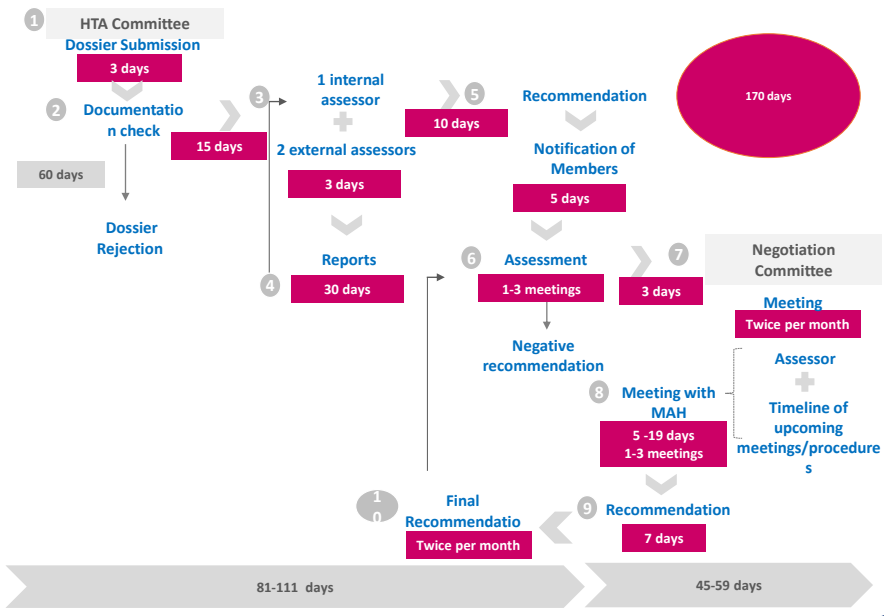 1
HTA Committee
Dossier Submission
3 days
2
Documentatio
n check
15 days
60 days
Dossier
Rejection
3
1 internal
assessor
2 external assessors
3 days
4
Reports
30 days
10 days
5
Recommendation
Notification of
Members
5 days
6
Assessment
1-3 meetings
Negative
recommendation
170 days
7
3 days
Negotiation
Committee
Meeting
Twice per month
Assessor
Timeline of
upcoming
meetings/procedure
s
8
Meeting with
MAH
5 -19 days
1-3 meetings
9
Recommendation
7 days
1
0
Final
Recommendatio
Twice per month
81-111 days
45-59 days